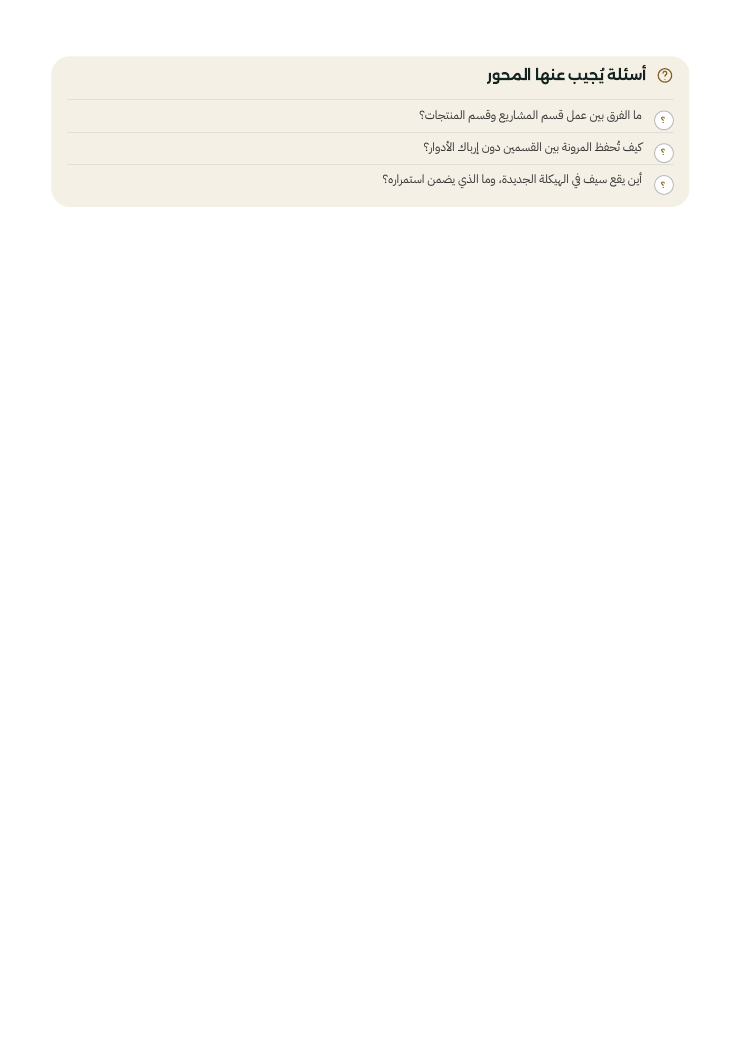 أسئلة يُجيب عنها المحور
؟ ما الفرق بين عمل قسم المشاريع وقسم المنتجات؟
؟ كيف تُحفظ المرونة بين القسمين دون إرباك الأدوار؟
؟ أين يقع سيف في الهيكلة الجديدة، وما الذي يضمن استمراره؟